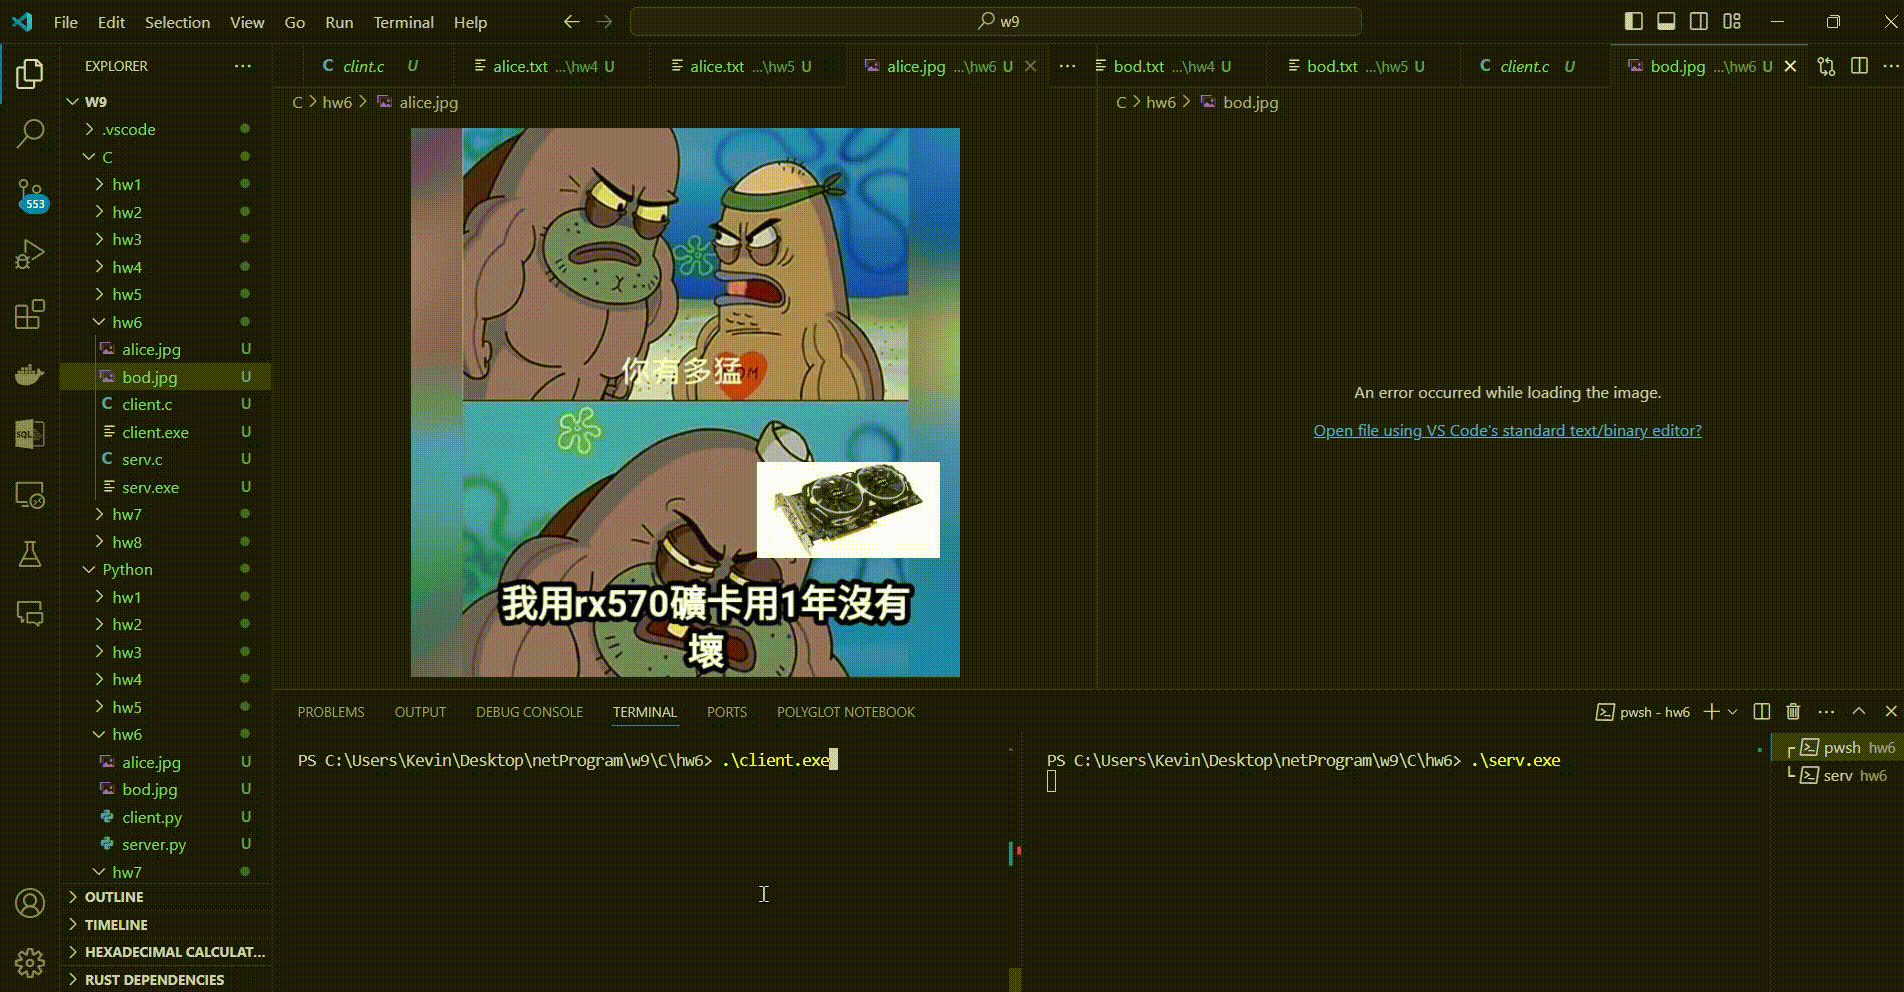 File Edit Selection View Go Run Terminal Help
w9
EXPLORER
W9
.vscode
C
hw1
hw2
hw3
hw4
hw5
hw6
alice.jpg U
bod.jpg U
client.c U
client.exe U
serv.c U
serv.exe U
hw7
hw8
Python
hw1
hw2
hw3
hw4
hw5
hw6
alice.jpg U
bod.jpg U
client.py U
server.py U
hw7
OUTLINE
TIMELINE
HEXADECIMAL CALCULAT...
RUST DEPENDENCIES
553
SQL
C clint.c U
alice.txt ...\hw4 U
alice.txt ...\hw5 U
alice.jpg ...\hw6 U
C > hw6 > alice.jpg
你有多猛
我用rx570礦卡用1年沒有
壞
bod.txt ...\hw4 U
bod.txt ...\hw5 U
C client.c U
bod.jpg ...\hw6 U
C > hw6 > bod.jpg
An error occurred while loading the image.
Open file using VS Code's standard text/binary editor?
PROBLEMS OUTPUT DEBUG CONSOLE TERMINAL PORTS POLYGLOT NOTEBOOK
pwsh - hw6
PS C:\Users\Kevin\Desktop\netProgram\w9\C\hw6> .\client.exe
PS C:\Users\Kevin\Desktop\netProgram\w9\C\hw6> .\serv.exe
pwsh hw6
serv hw6